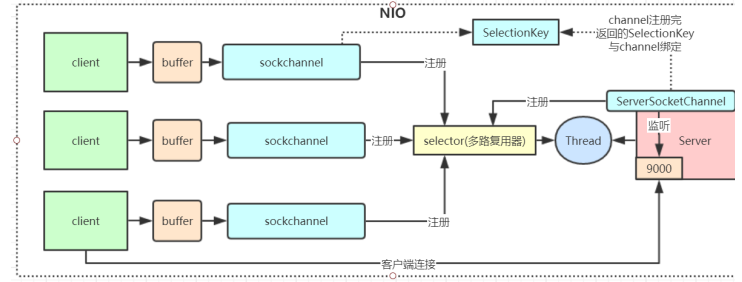 NIO
channel注册完
返回的SelectionKey
与channel绑定
SelectionKey
client
buffer
sockchannel
注册
注册
ServerSocketChannel
client
buffer
sockchannel
注册
selector(多路复用器)
Thread
监听
Server
9000
client
buffer
sockchannel
注册
客户端连接